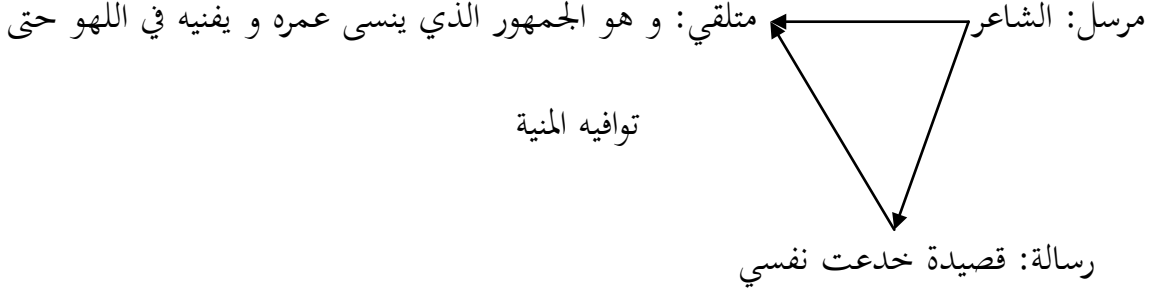 مرسل: الشاعر متلقي: و هو الجمهور الذي ينسى عمره و يفنيه في اللهو حتى
توافيه المنية
رسالة: قصيدة خدعت نفسي